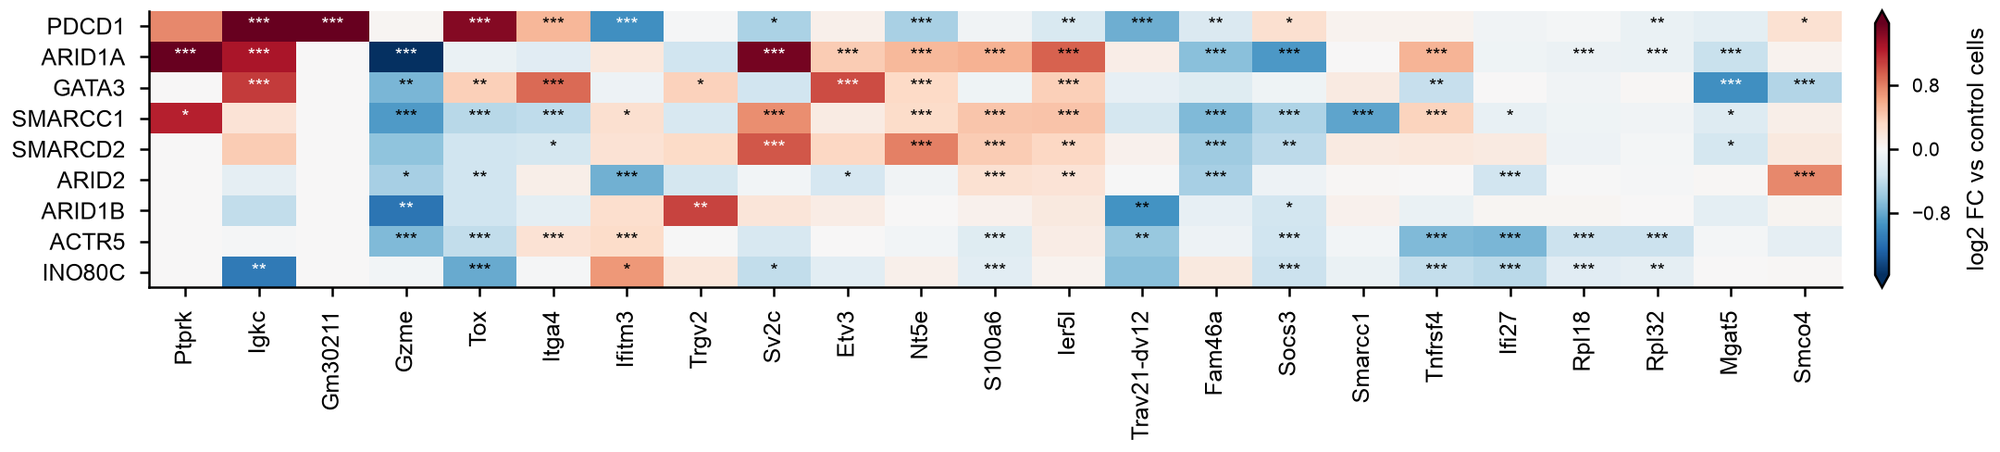 PDCD1 *** *** *** *** *** * *** ** *** ** * ** *
ARID1A *** *** *** *** *** *** *** *** *** *** *** *** *** ***
GATA3 *** ** ** *** * *** *** *** ** *** ***
SMARCC1 * *** *** *** * *** *** *** *** *** *** *** *** * *
SMARCD2 * *** *** *** ** *** ** *
ARID2 * ** *** * *** ** *** *** ***
ARID1B ** ** ** *
ACTR5 *** *** *** *** *** ** *** *** *** *** ***
INO80C ** *** * * *** *** *** *** *** **
Ptprk
Igkc
Gm30211
Gzme
Tox
Itga4
Ifitm3
Trgv2
Sv2c
Etv3
Nt5e
S100a6
Ier5l
Trav21-dv12
Fam46a
Socs3
Smarcc1
Tnfrsf4
Ifi27
Rpl18
Rpl32
Mgat5
Smco4
0.8
0.0
−0.8
log2 FC vs control cells